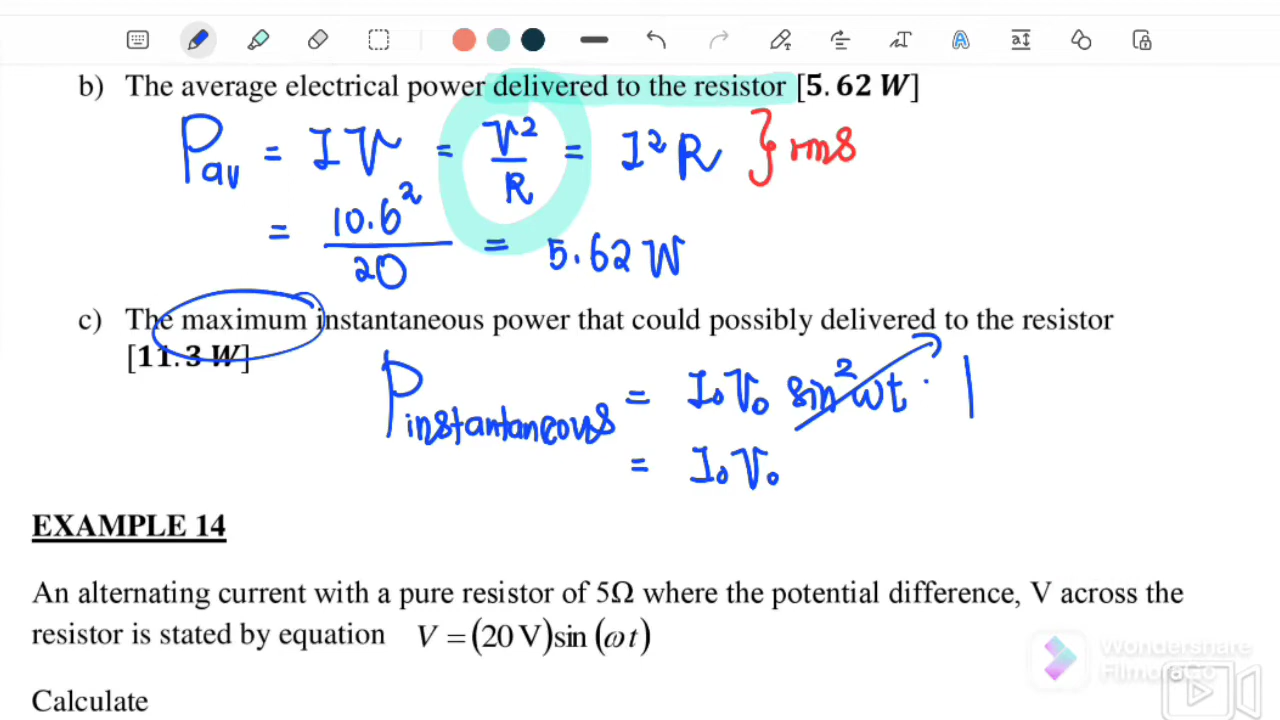 b) The average electrical power delivered to the resistor [5.62 W]
Pav = IV = V²/R = I²R } rms
= 10.6²/20 = 5.62 W
c) The maximum instantaneous power that could possibly delivered to the resistor
[11.3 W]
Pinstantaneous = I₀V₀ sin²ωt · 1
= I₀V₀
EXAMPLE 14
An alternating current with a pure resistor of 5Ω where the potential difference, V across the
resistor is stated by equation V = (20 V)sin (ωt)
Wondershare
FilmoraGo
Calculate